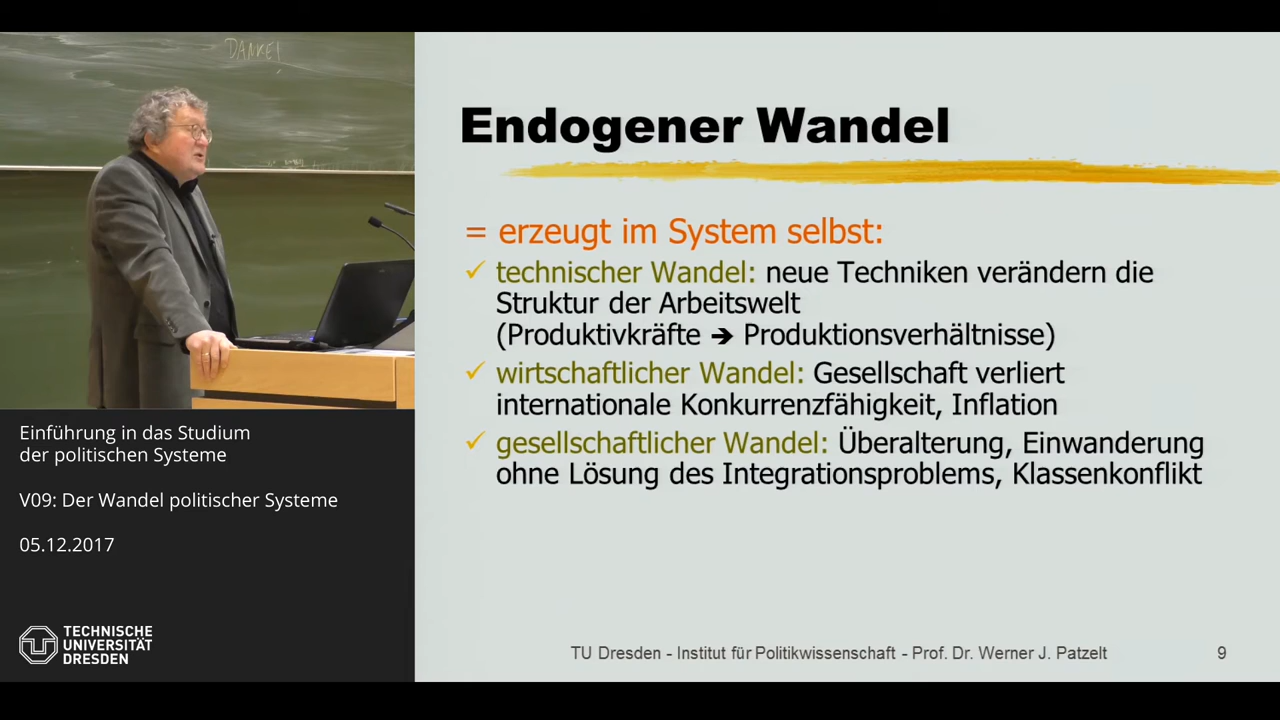 DANKE!
Einführung in das Studium
der politischen Systeme
V09: Der Wandel politischer Systeme
05.12.2017
TECHNISCHE
UNIVERSITÄT
DRESDEN
Endogener Wandel
= erzeugt im System selbst:
✓ technischer Wandel: neue Techniken verändern die
Struktur der Arbeitswelt
(Produktivkräfte ➔ Produktionsverhältnisse)
✓ wirtschaftlicher Wandel: Gesellschaft verliert
internationale Konkurrenzfähigkeit, Inflation
✓ gesellschaftlicher Wandel: Überalterung, Einwanderung
ohne Lösung des Integrationsproblems, Klassenkonflikt
TU Dresden - Institut für Politikwissenschaft - Prof. Dr. Werner J. Patzelt
9